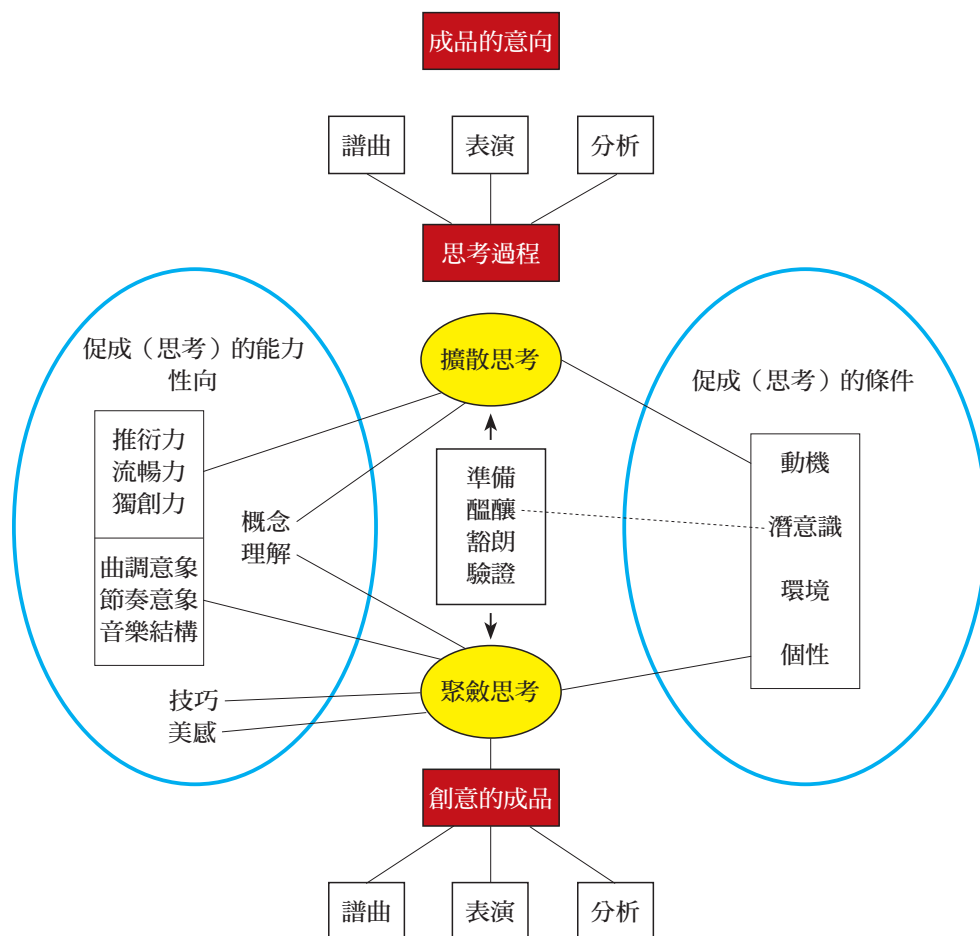 成品的意向
譜曲
表演
分析
思考過程
促成（思考）的能力
性向
推衍力
流暢力
獨創力
曲調意象
節奏意象
音樂結構
概念
理解
技巧
美感
擴散思考
準備
醞釀
豁朗
驗證
聚斂思考
促成（思考）的條件
動機
潛意識
環境
個性
創意的成品
譜曲
表演
分析